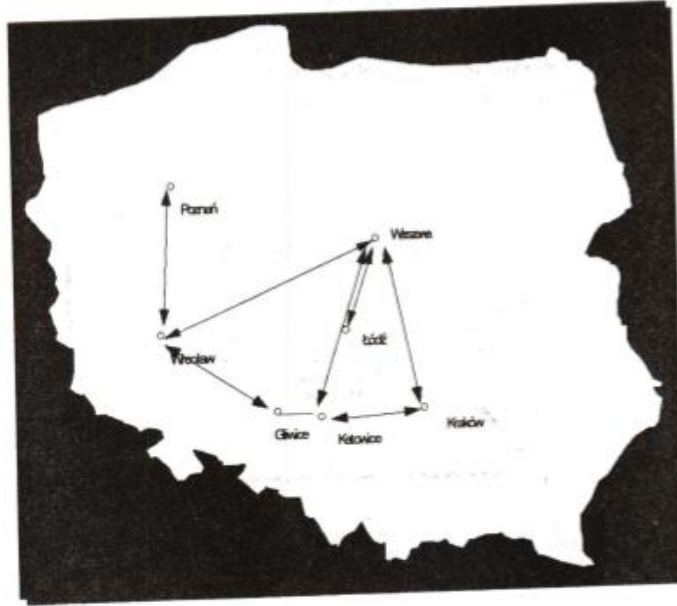 Poznań
Warszawa
Łódź
Wrocław
Gliwice
Katowice
Kraków